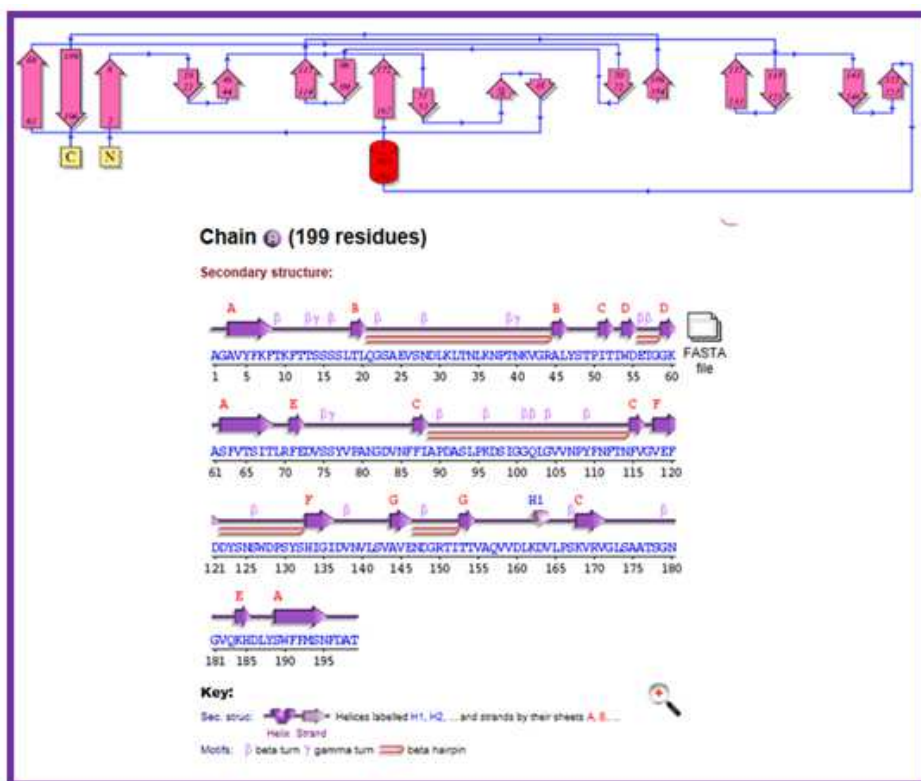 C N
Chain (199 residues)
Secondary structure:
A B B C D D
AGAVYFKFTKFTTSSSSLTLQGSAEVSNDLKLTNLKNFTNKVGRALYSTPITIWDETGGK
1 5 10 15 20 25 30 35 40 45 50 55 60
FASTA
file
A E C C F
ASFVTSITLRFEDVSSYVPANGDVNFFIAPDASLPKDSIGGQLGVVNPYFNFTNFVGVEF
61 65 70 75 80 85 90 95 100 105 110 115 120
F G G H1 C
DDYSNSWDPSYSHIGIDVNVLSVAVENDGRTITTVAQVVDLKDVLPSKVRVGLSAATSGN
121 125 130 135 140 145 150 155 160 165 170 175 180
E A
GVQKHDLYSWFFMSNFDAT
181 185 190 195
Key:
Sec. struc: Helices labelled H1, H2, ... and strands by their sheets A, B, ...
Helix Strand
Motifs: β beta turn γ gamma turn beta hairpin